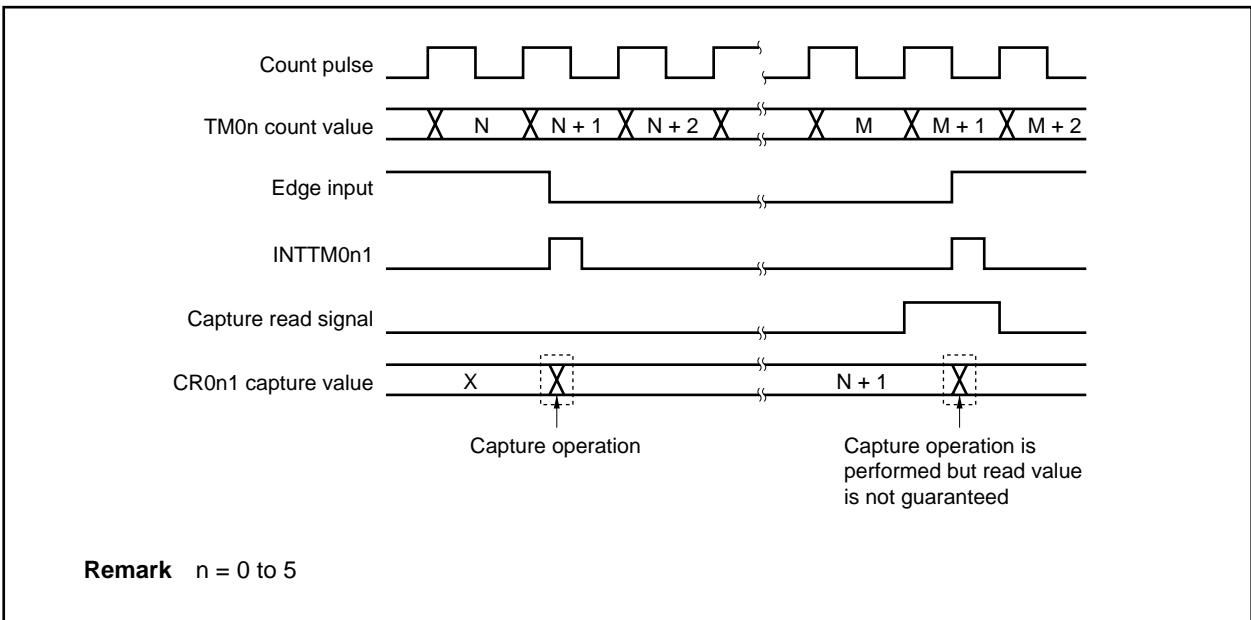 Count pulse
TM0n count value N N + 1 N + 2 M M + 1 M + 2
Edge input
INTTM0n1
Capture read signal
CR0n1 capture value X N + 1
Capture operation
Capture operation is
performed but read value
is not guaranteed
Remark n = 0 to 5